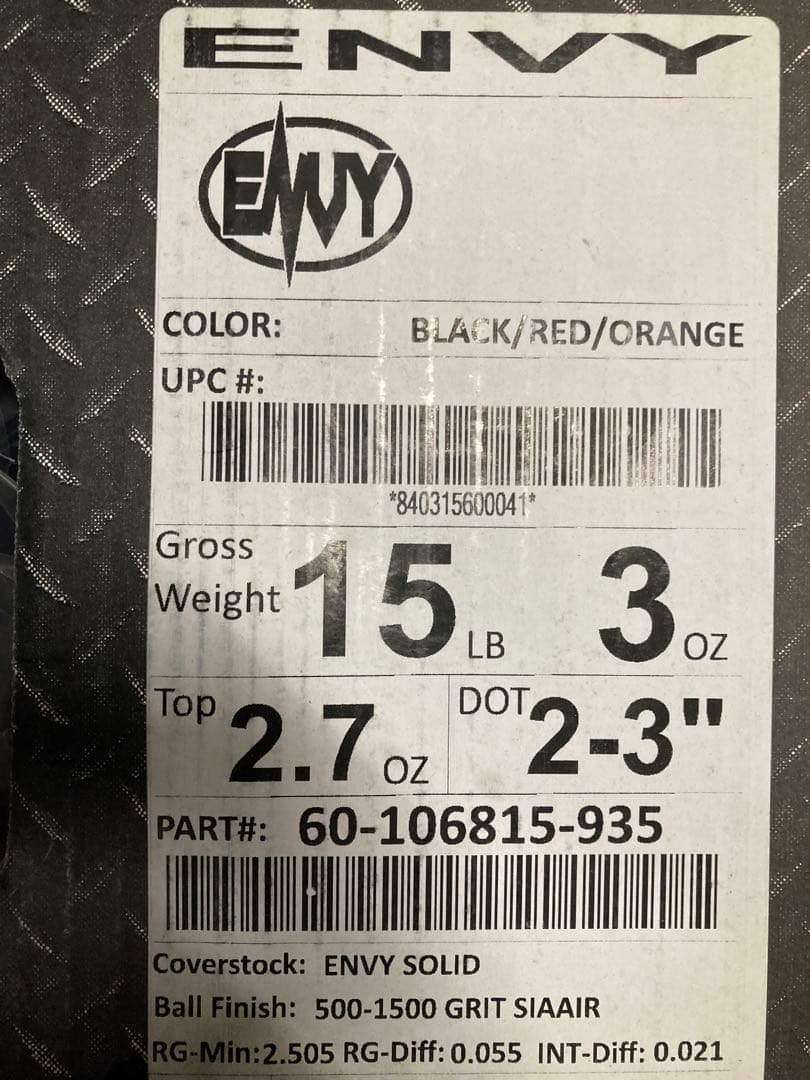 ENVY
ENVY
COLOR: BLACK/RED/ORANGE
UPC #:
*840315600041*
Gross Weight 15 LB 3 OZ
Top 2.7 OZ DOT 2-3"
PART#: 60-106815-935
Coverstock: ENVY SOLID
Ball Finish: 500-1500 GRIT SIAAIR
RG-Min:2.505 RG-Diff: 0.055 INT-Diff: 0.021